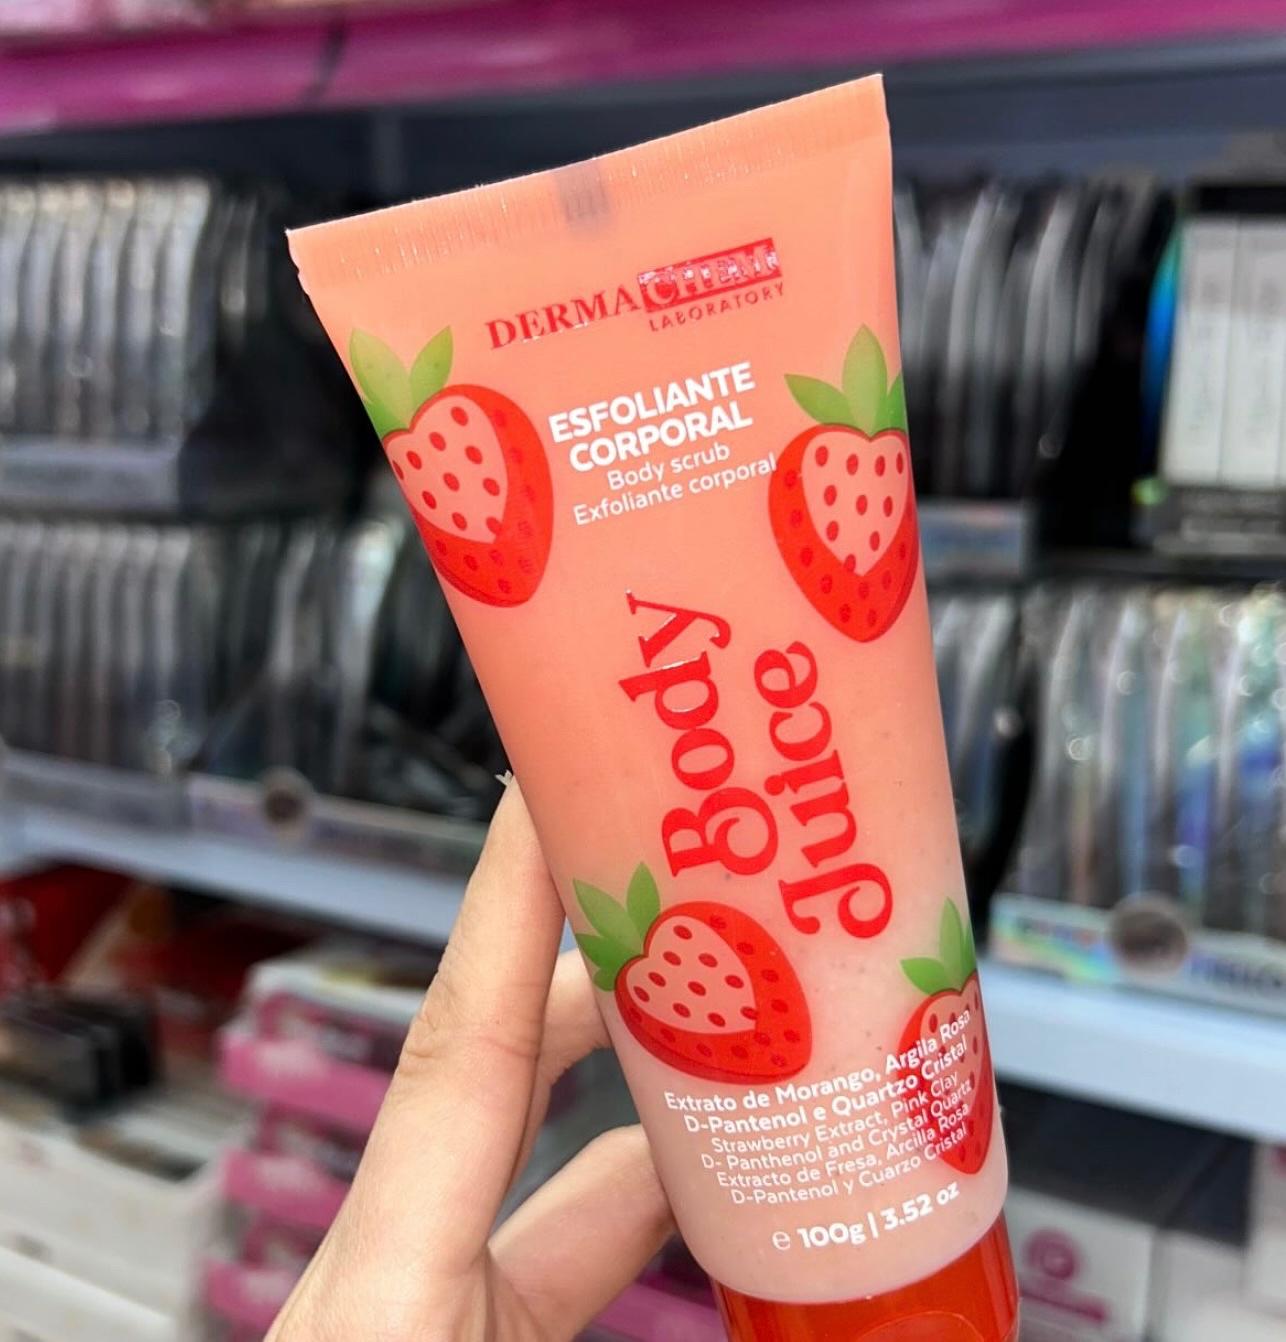 DERMACHEM
LABORATORY
ESFOLIANTE
CORPORAL
Body scrub
Exfoliante corporal
Body
Juice
Extrato de Morango, Argila Rosa
D-Pantenol e Quartzo Cristal
Strawberry Extract, Pink Clay
D- Panthenol and Crystal Quartz
Extracto de Fresa, Arcilla Rosa
D-Pantenol y Cuarzo Cristal
℮ 100g | 3.52 oz